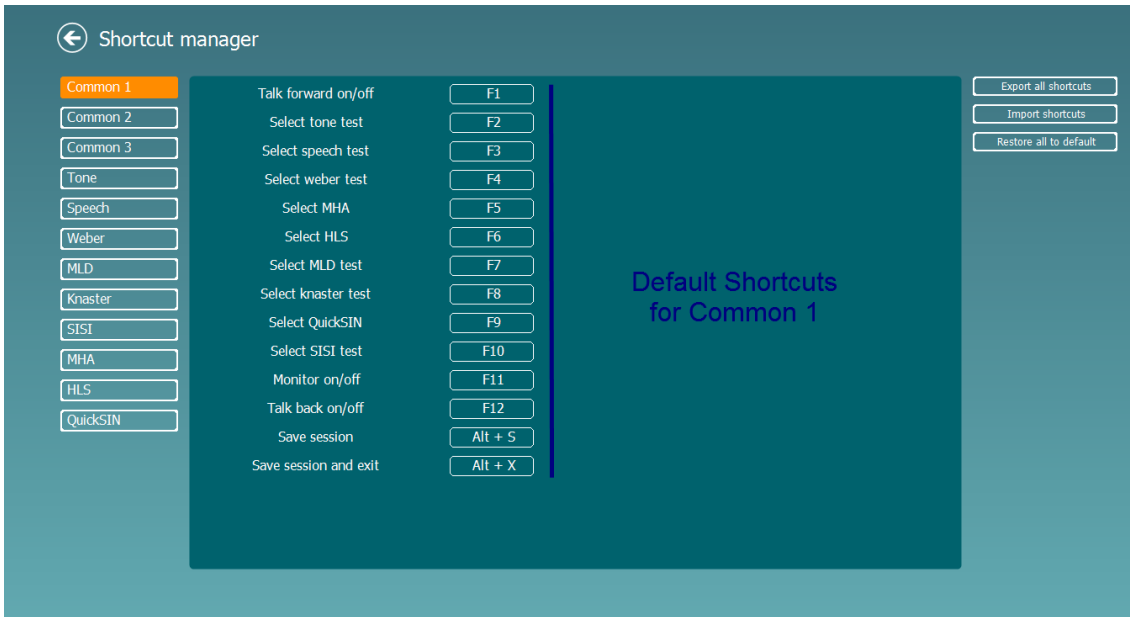 Shortcut manager
Common 1
Common 2
Common 3
Tone
Speech
Weber
MLD
Knaster
SISI
MHA
HLS
QuickSIN
Talk forward on/off F1
Select tone test F2
Select speech test F3
Select weber test F4
Select MHA F5
Select HLS F6
Select MLD test F7
Select knaster test F8
Select QuickSIN F9
Select SISI test F10
Monitor on/off F11
Talk back on/off F12
Save session Alt + S
Save session and exit Alt + X
Default Shortcuts
for Common 1
Export all shortcuts
Import shortcuts
Restore all to default